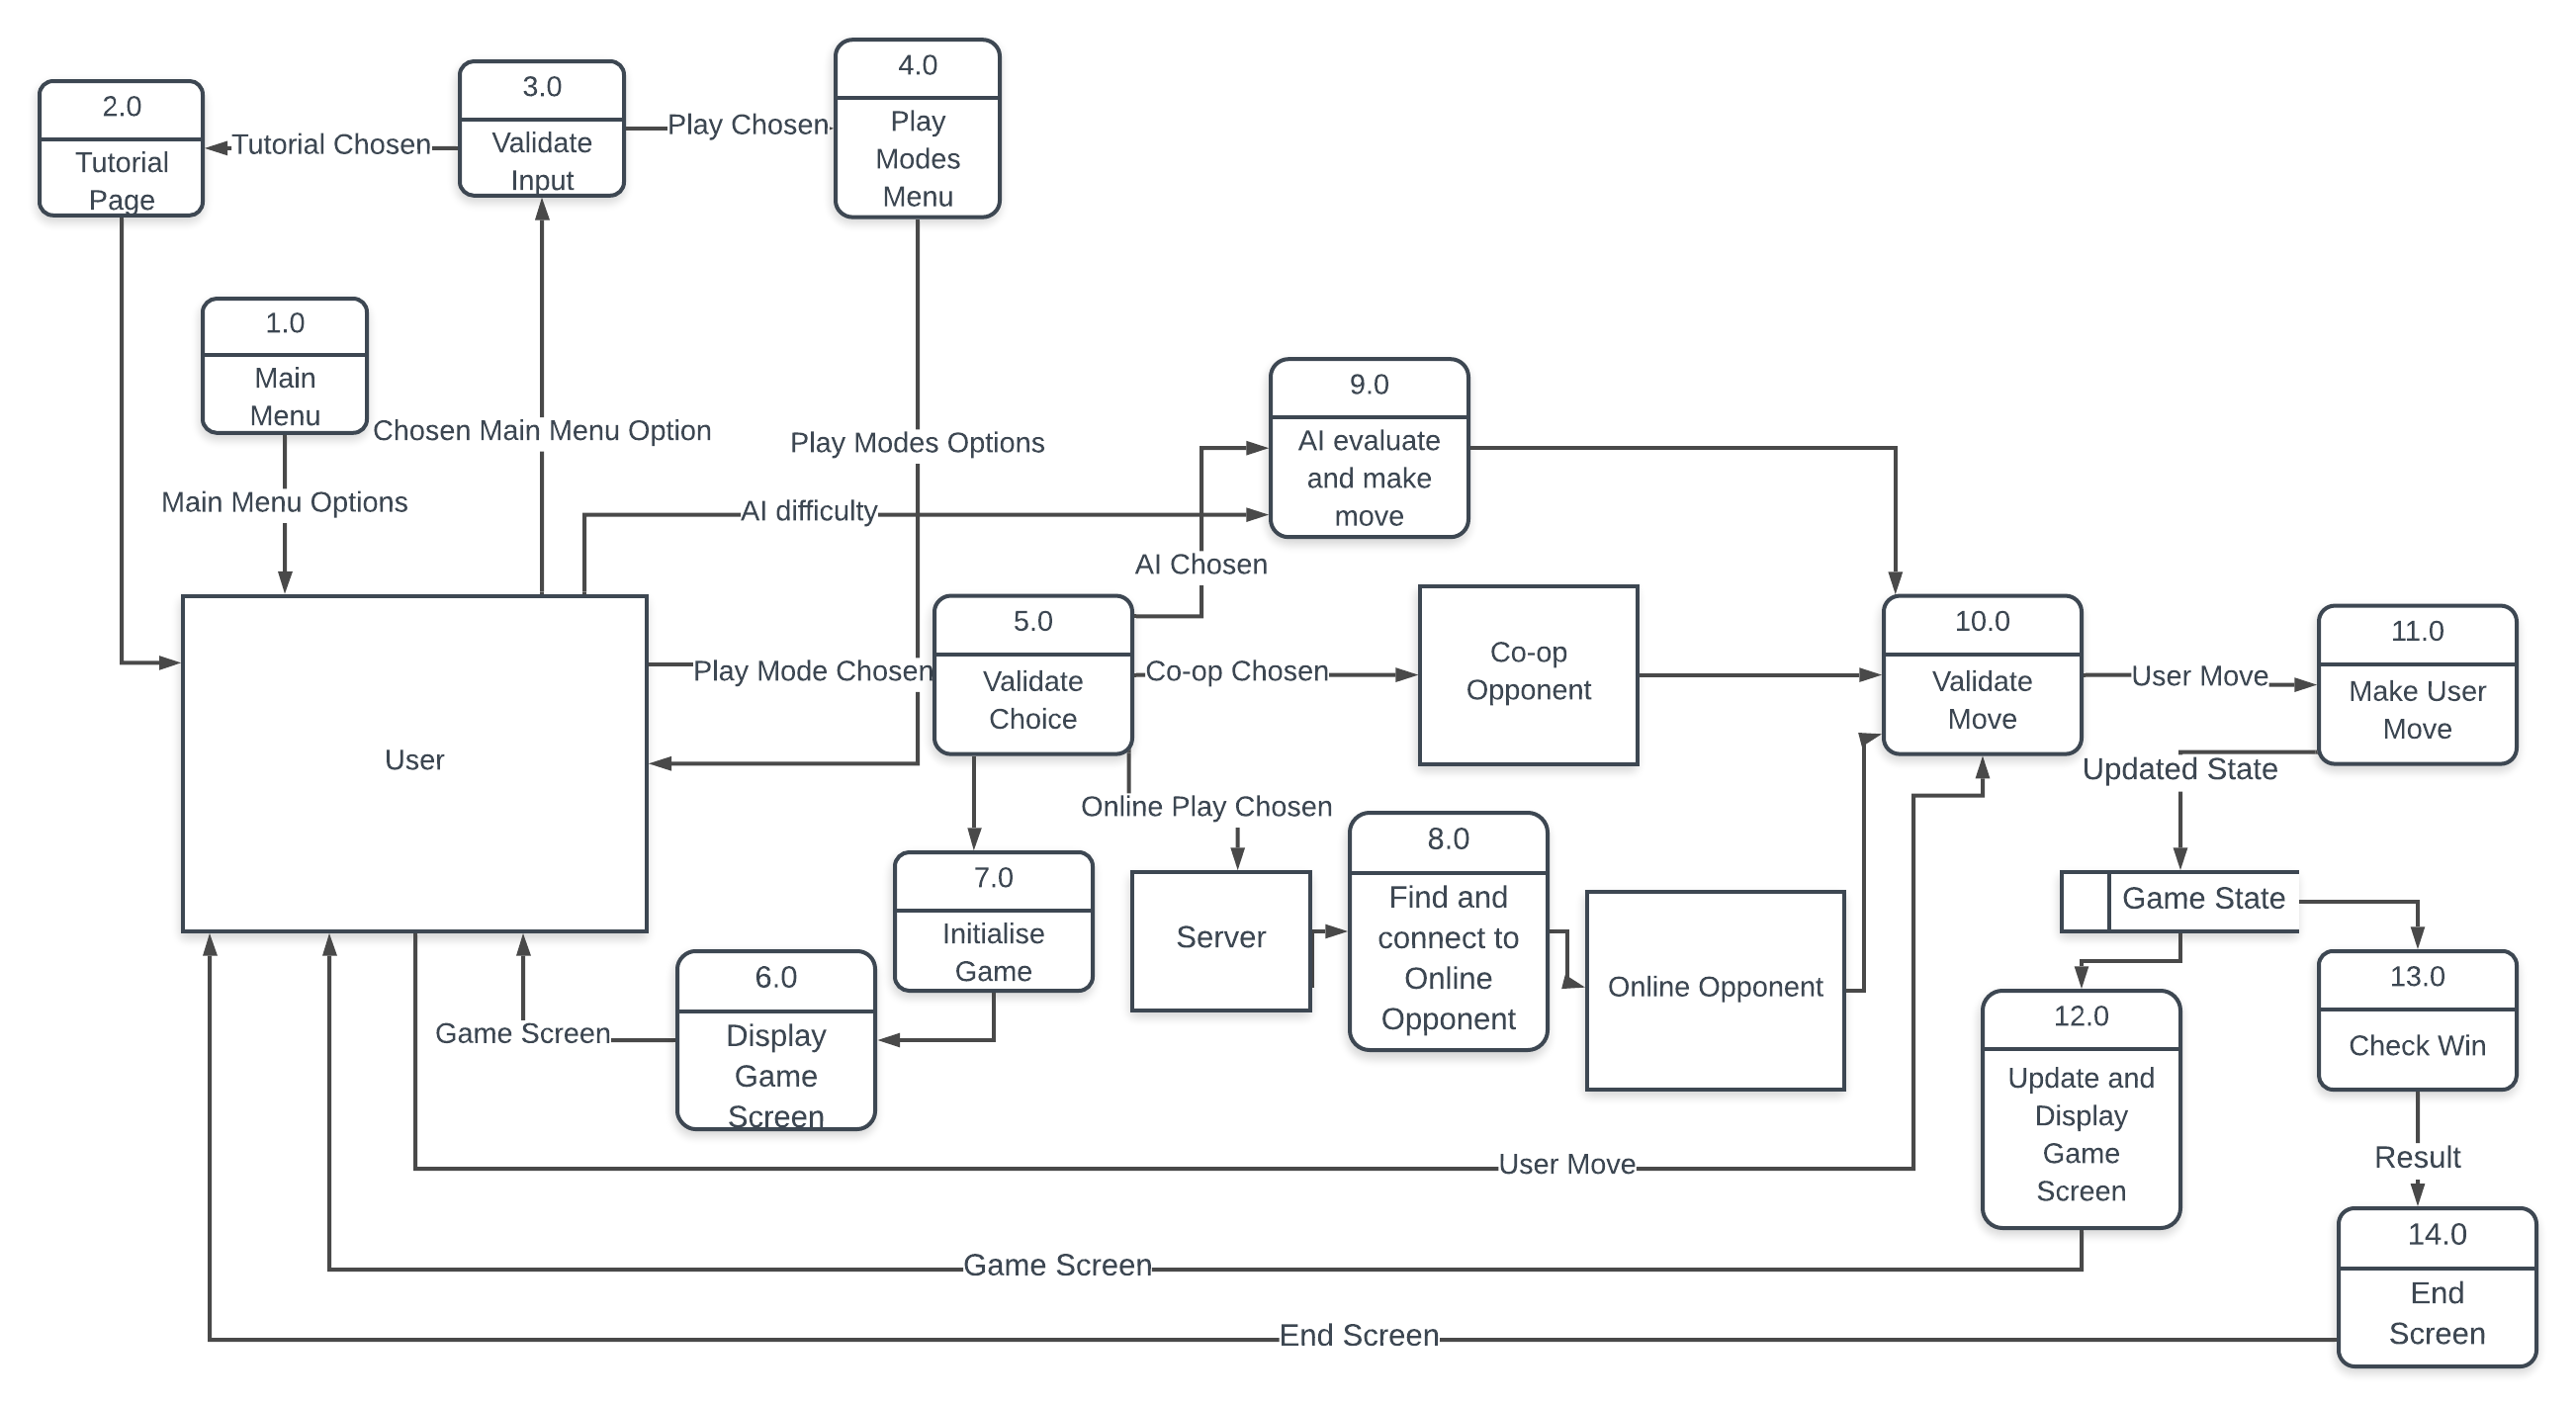 4.0
Play
Modes
Menu
3.0
Validate
Input
2.0
Tutorial
Page
Tutorial Chosen
Play Chosen
1.0
Main
Menu
Chosen Main Menu Option
Play Modes Options
Main Menu Options
AI difficulty
9.0
AI evaluate
and make
move
AI Chosen
User
Play Mode Chosen
5.0
Validate
Choice
Co-op Chosen
Co-op
Opponent
10.0
Validate
Move
User Move
11.0
Make User
Move
Updated State
Online Play Chosen
7.0
Initialise
Game
Server
8.0
Find and
connect to
Online
Opponent
Online Opponent
Game State
6.0
Display
Game
Screen
Game Screen
12.0
Update and
Display
Game
Screen
13.0
Check Win
Result
User Move
14.0
End
Screen
Game Screen
End Screen